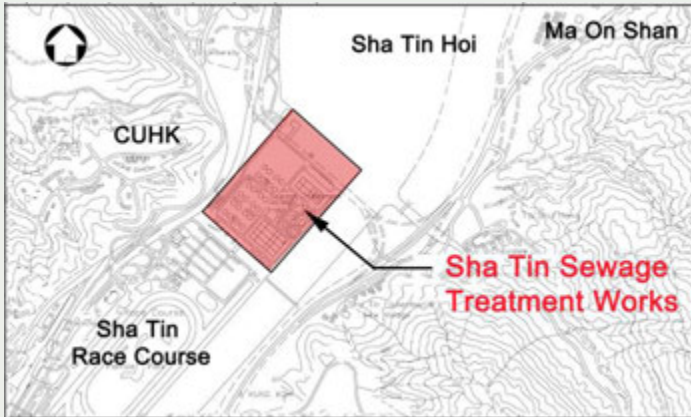 Sha Tin Hoi
Ma On Shan
CUHK
Sha Tin Sewage
Treatment Works
Sha Tin
Race Course